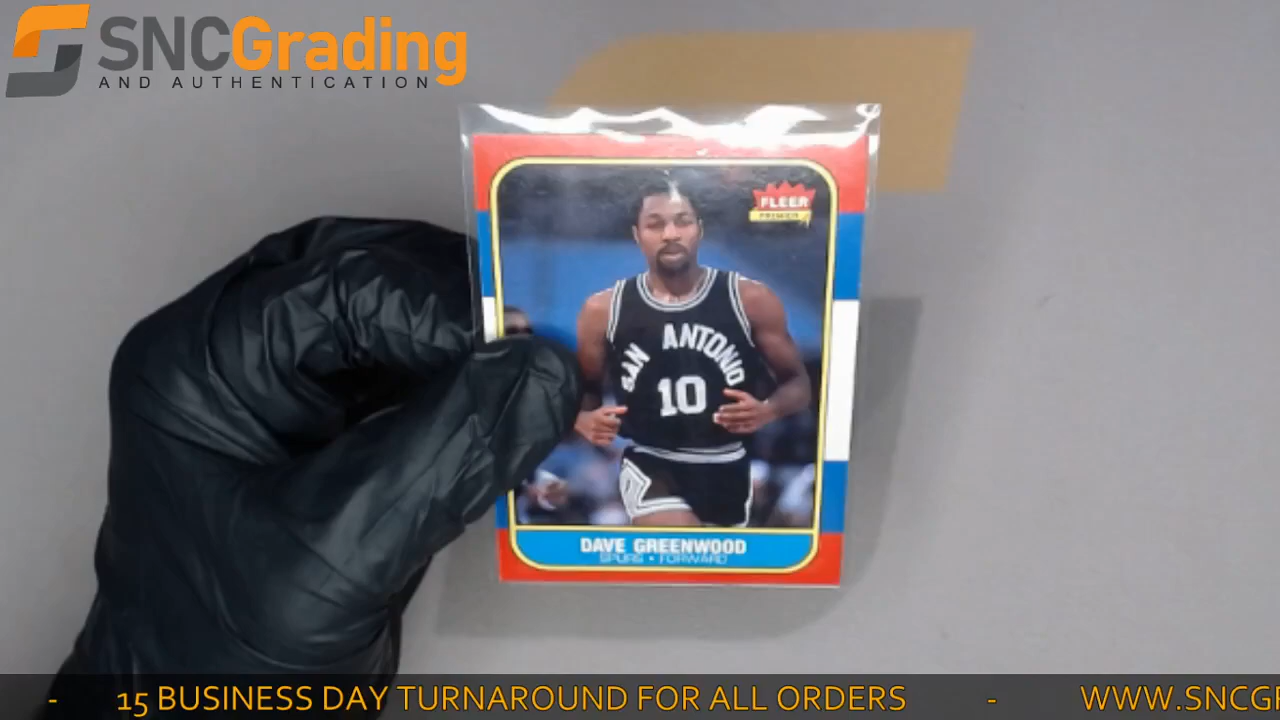 SNCGrading
AND AUTHENTICATION
FLEER
PREMIER
SAN ANTONIO
10
DAVE GREENWOOD
SPURS • FORWARD
- 15 BUSINESS DAY TURNAROUND FOR ALL ORDERS - WWW.SNCG